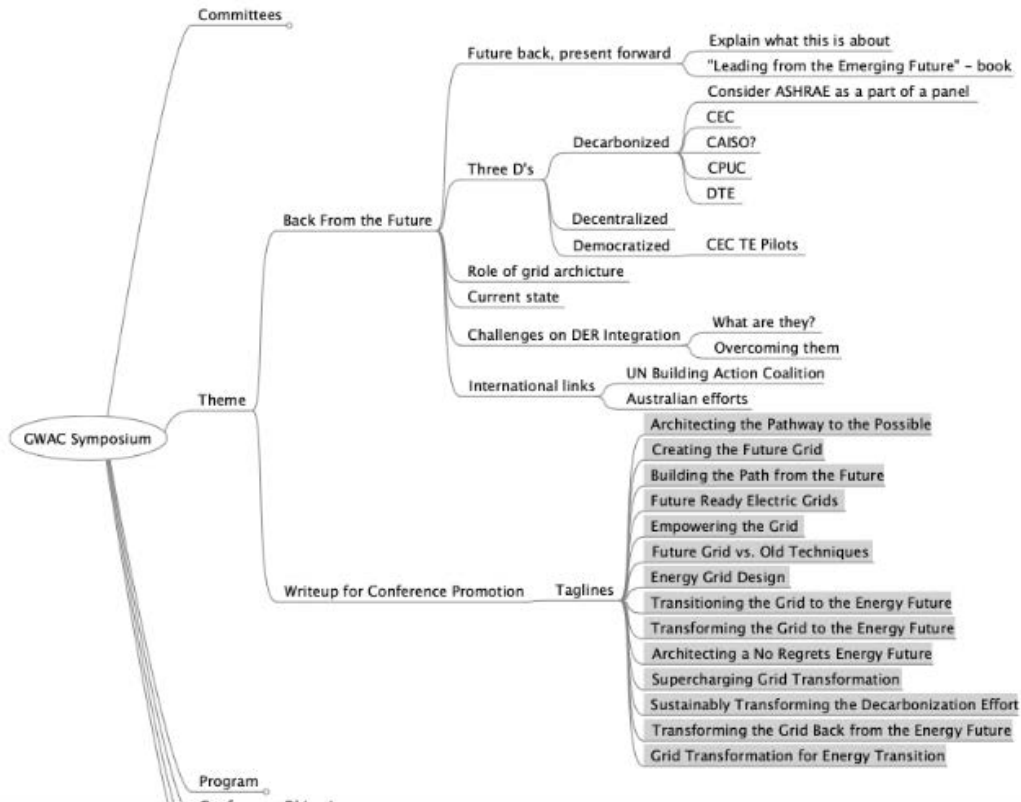 Committees
Future back, present forward
Explain what this is about
"Leading from the Emerging Future" - book
Consider ASHRAE as a part of a panel
CEC
Decarbonized
CAISO?
CPUC
DTE
Three D's
Back From the Future
Decentralized
Democratized
CEC TE Pilots
Role of grid archicture
Current state
Challenges on DER Integration
What are they?
Overcoming them
International links
UN Building Action Coalition
Australian efforts
Theme
GWAC Symposium
Architecting the Pathway to the Possible
Creating the Future Grid
Building the Path from the Future
Future Ready Electric Grids
Empowering the Grid
Future Grid vs. Old Techniques
Energy Grid Design
Writeup for Conference Promotion
Taglines
Transitioning the Grid to the Energy Future
Transforming the Grid to the Energy Future
Architecting a No Regrets Energy Future
Supercharging Grid Transformation
Sustainably Transforming the Decarbonization Effort
Transforming the Grid Back from the Energy Future
Grid Transformation for Energy Transition
Program